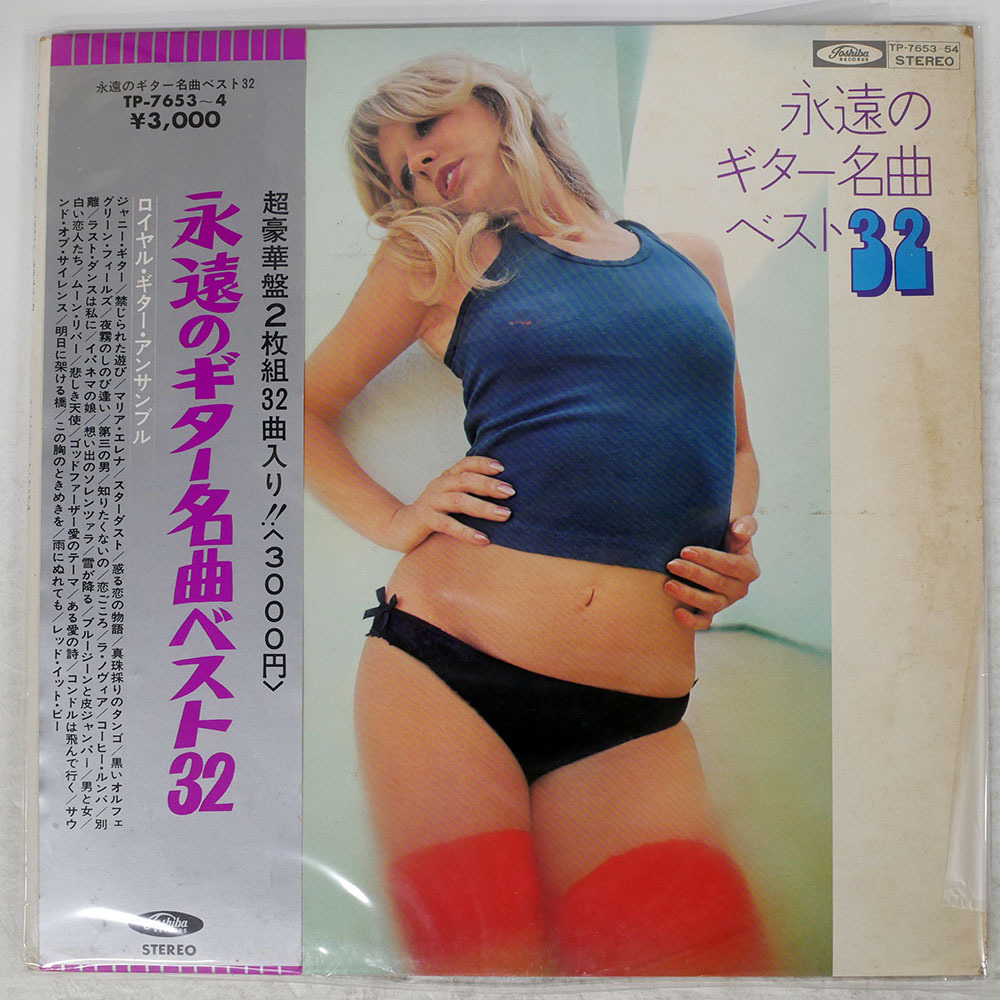 永遠のギター名曲ベスト32
TP-7653～4
¥3,000
超豪華盤2枚組32曲入り!!<3000円>
永遠のギター名曲ベスト32
ロイヤル・ギター・アンサンブル
ジャニー・ギター/禁じられた遊び/マリア・エレナ/スターダスト/惑る恋の物語/真珠採りのタンゴ/黒いオルフェ
グリーン・フィールズ/夜霧のしのび逢い/第三の男/知りたくないの/恋ごころ/ラ・ノヴィア/コーヒー・ルンバ/別
離/ラスト・ダンスは私に/イパネマの娘/想い出のソレンツァラ/雪が降る/ブルージーンと皮ジャンパー/男と女/
白い恋人たち/ムーン・リバー/悲しき天使/ゴッドファーザー愛のテーマ/ある愛の詩/コンドルは飛んで行く/サウ
ンド・オブ・サイレンス/明日に架ける橋/この胸のときめきを/雨にぬれても/レッド・イット・ビー
Toshiba
RECORDS
STEREO
Toshiba
RECORDS
TP-7653-54
STEREO
永遠の
ギター名曲
ベスト32